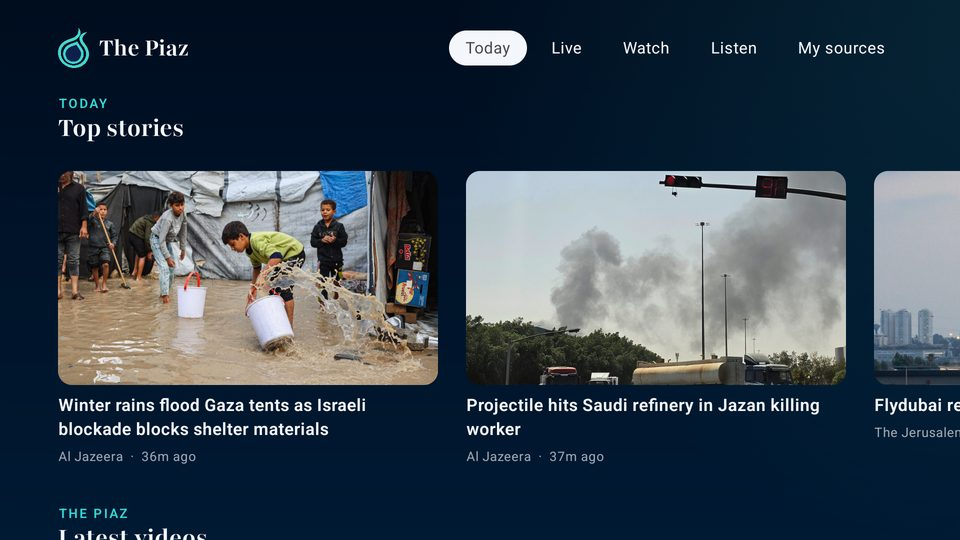 The Piaz
Today
Live
Watch
Listen
My sources
TODAY
Top stories
Winter rains flood Gaza tents as Israeli
blockade blocks shelter materials
Al Jazeera · 36m ago
Projectile hits Saudi refinery in Jazan killing
worker
Al Jazeera · 37m ago
Flydubai
The
THE PIAZ
Latest videos